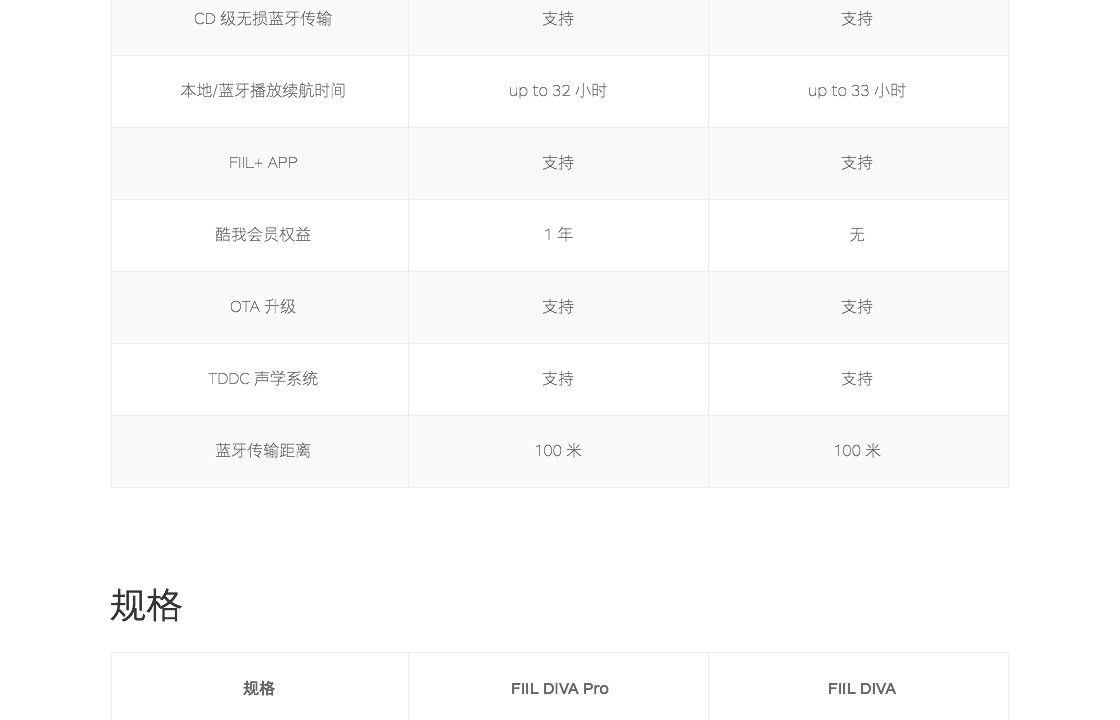 CD 级无损蓝牙传输 支持 支持
本地/蓝牙播放续航时间 up to 32 小时 up to 33 小时
FIIL+ APP 支持 支持
酷我会员权益 1 年 无
OTA 升级 支持 支持
TDDC 声学系统 支持 支持
蓝牙传输距离 100 米 100 米
规格
规格 FIIL DIVA Pro FIIL DIVA